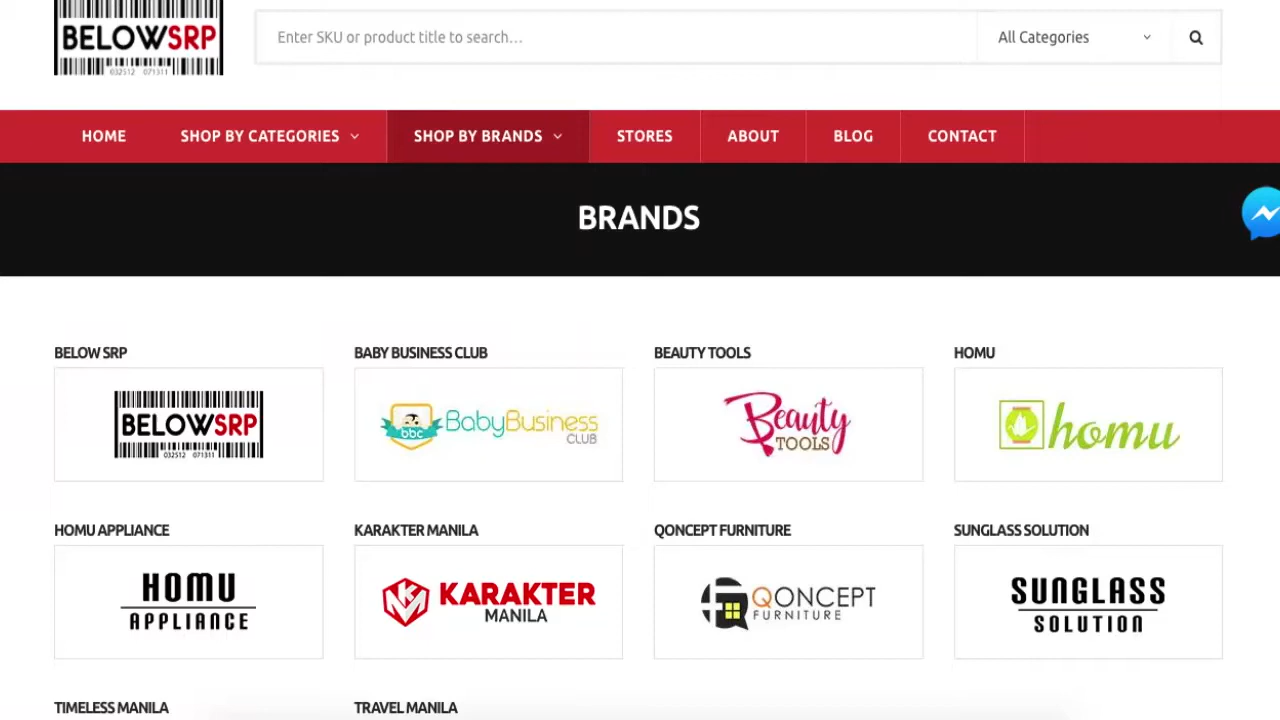 BELOWSRP
032512 071311
Enter SKU or product title to search...
All Categories
HOME
SHOP BY CATEGORIES
SHOP BY BRANDS
STORES
ABOUT
BLOG
CONTACT
BRANDS
BELOW SRP
BABY BUSINESS CLUB
BEAUTY TOOLS
HOMU
BELOWSRP
032512 071311
bbc
BabyBusiness
CLUB
Beauty
TOOLS
homu
HOMU APPLIANCE
KARAKTER MANILA
QONCEPT FURNITURE
SUNGLASS SOLUTION
HOMU
APPLIANCE
KARAKTER
MANILA
QONCEPT
FURNITURE
SUNGLASS
SOLUTION
TIMELESS MANILA
TRAVEL MANILA